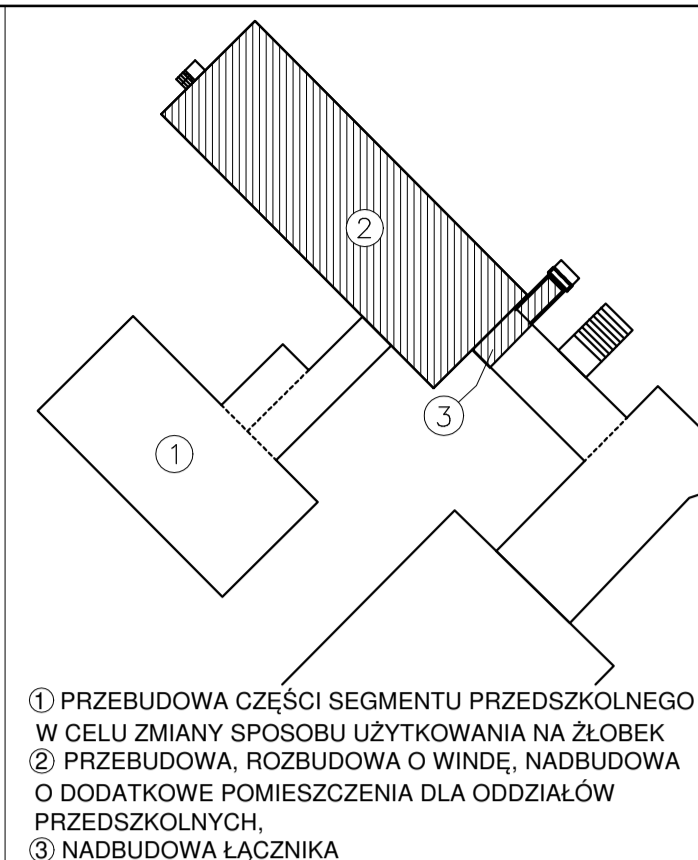 2
3
1
① PRZEBUDOWA CZĘŚCI SEGMENTU PRZEDSZKOLNEGO
W CELU ZMIANY SPOSOBU UŻYTKOWANIA NA ŻŁOBEK
② PRZEBUDOWA, ROZBUDOWA O WINDĘ, NADBUDOWA
O DODATKOWE POMIESZCZENIA DLA ODDZIAŁÓW
PRZEDSZKOLNYCH,
③ NADBUDOWA ŁĄCZNIKA